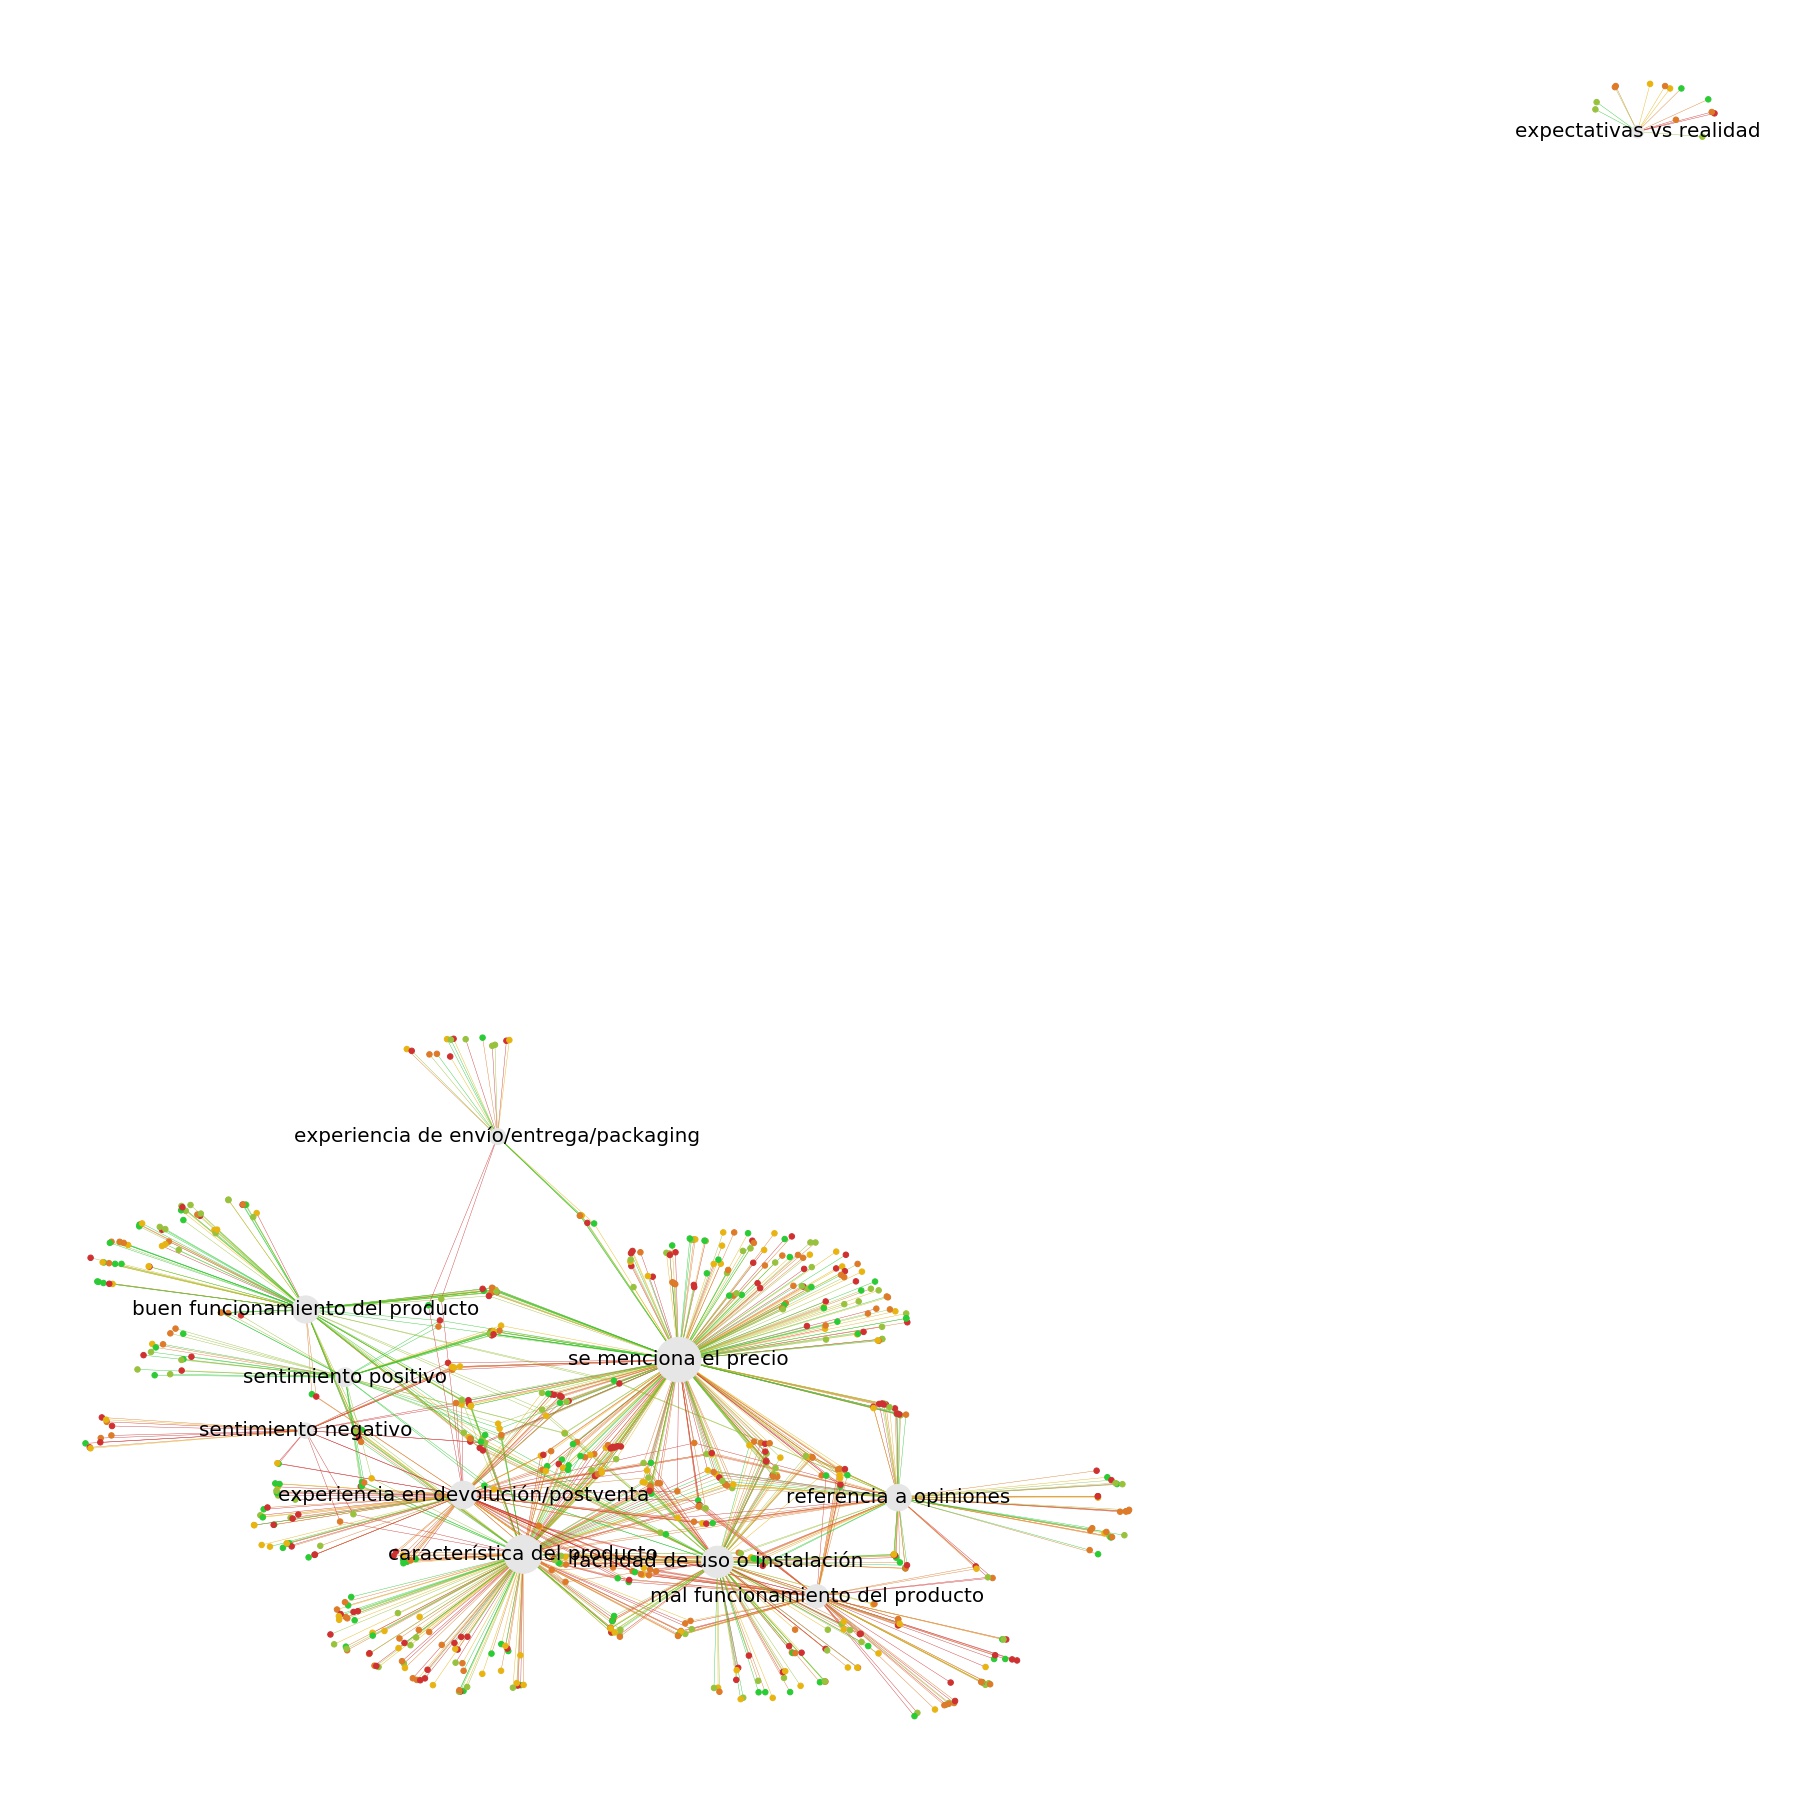 expectativas vs realidad
experiencia de envío/entrega/packaging
buen funcionamiento del producto
se menciona el precio
sentimiento positivo
sentimiento negativo
experiencia en devolución/postventa
referencia a opiniones
característica del producto
facilidad de uso o instalación
mal funcionamiento del producto